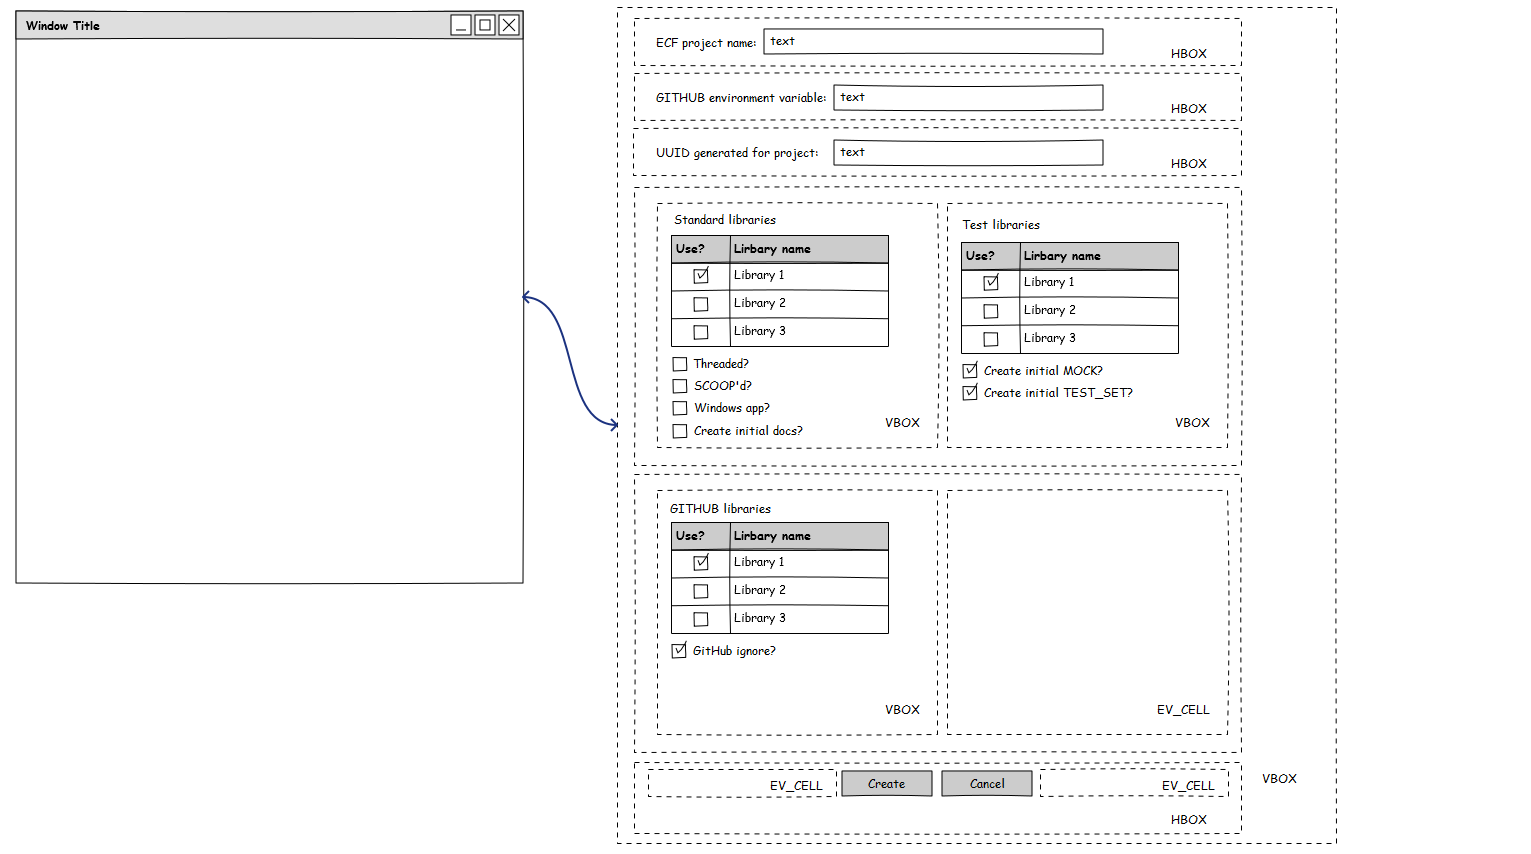 Window Title
ECF project name: text
HBOX
GITHUB environment variable: text
HBOX
UUID generated for project: text
HBOX
Standard libraries
Use? Lirbary name
Library 1
Library 2
Library 3
Threaded?
SCOOP'd?
Windows app?
Create initial docs?
VBOX
Test libraries
Use? Lirbary name
Library 1
Library 2
Library 3
Create initial MOCK?
Create initial TEST_SET?
VBOX
GITHUB libraries
Use? Lirbary name
Library 1
Library 2
Library 3
GitHub ignore?
VBOX
EV_CELL
EV_CELL Create Cancel EV_CELL
HBOX
VBOX